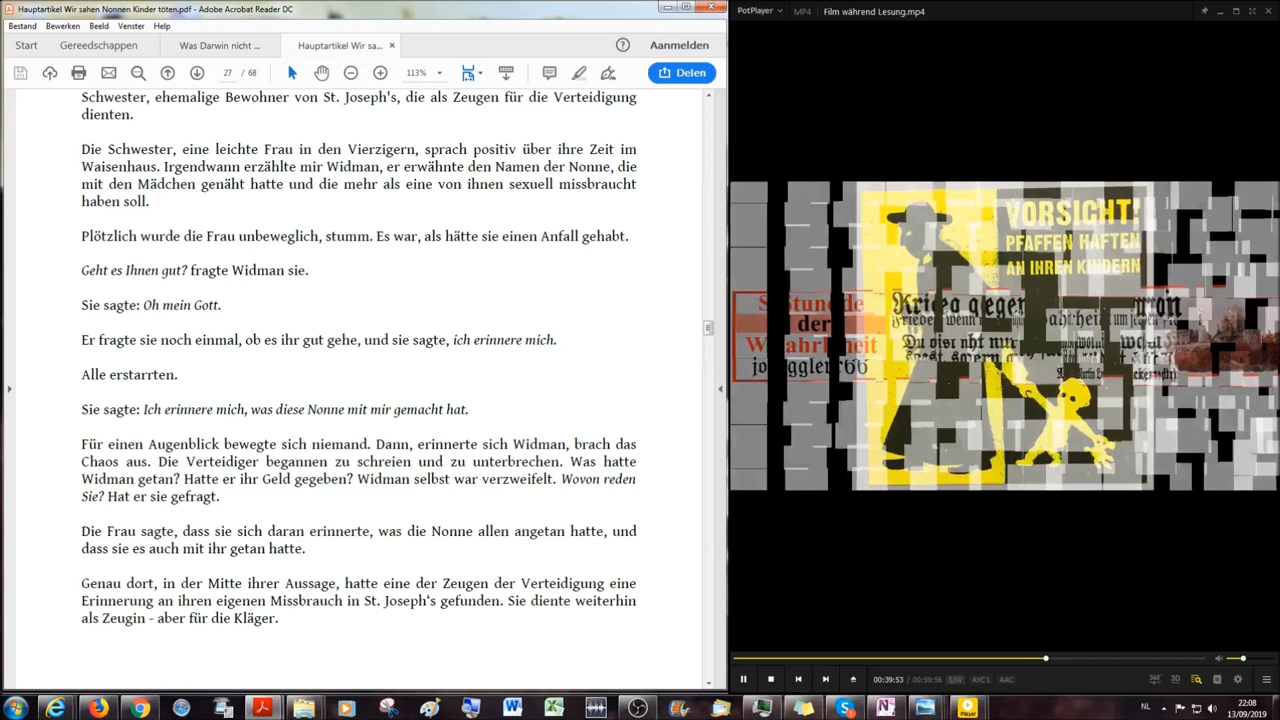 Hauptartikel Wir sahen Nonnen Kinder töten.pdf - Adobe Acrobat Reader DC
Bestand Bewerken Beeld Venster Help
Start Gereedschappen Was Darwin nicht ... Hauptartikel Wir sa... × Aanmelden
27 / 68 113% Delen
Schwester, ehemalige Bewohner von St. Joseph's, die als Zeugen für die Verteidigung
dienten.
Die Schwester, eine leichte Frau in den Vierzigern, sprach positiv über ihre Zeit im
Waisenhaus. Irgendwann erzählte mir Widman, er erwähnte den Namen der Nonne, die
mit den Mädchen genäht hatte und die mehr als eine von ihnen sexuell missbraucht
haben soll.
Plötzlich wurde die Frau unbeweglich, stumm. Es war, als hätte sie einen Anfall gehabt.
Geht es Ihnen gut? fragte Widman sie.
Sie sagte: Oh mein Gott.
Er fragte sie noch einmal, ob es ihr gut gehe, und sie sagte, ich erinnere mich.
Alle erstarrten.
Sie sagte: Ich erinnere mich, was diese Nonne mit mir gemacht hat.
Für einen Augenblick bewegte sich niemand. Dann, erinnerte sich Widman, brach das
Chaos aus. Die Verteidiger begannen zu schreien und zu unterbrechen. Was hatte
Widman getan? Hatte er ihr Geld gegeben? Widman selbst war verzweifelt. Wovon reden
Sie? Hat er sie gefragt.
Die Frau sagte, dass sie sich daran erinnerte, was die Nonne allen angetan hatte, und
dass sie es auch mit ihr getan hatte.
Genau dort, in der Mitte ihrer Aussage, hatte eine der Zeugen der Verteidigung eine
Erinnerung an ihren eigenen Missbrauch in St. Joseph‘s gefunden. Sie diente weiterhin
als Zeugin - aber für die Kläger.
PotPlayer MP4 Film während Lesung.mp4
VORSICHT!
PFAFFEN HAFTEN
AN IHREN KINDERN
der
Krieg gegen
00:39:53 / 00:59:56 S/W AVC1 AAC
360° 3D
NL 22:08
13/09/2019